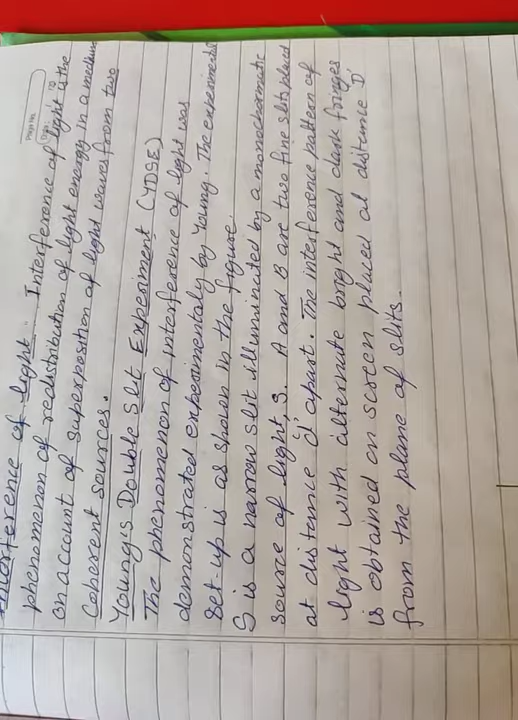 Page No.
Date
Interference of light. Interference of light is the
phenomenon of redistribution of light energy in a medium
on account of superposition of light waves from two
Coherent sources.
Young's Double Slit Experiment (YDSE)
The phenomenon of interference of light was
demonstrated experimentaly by Young. The experimental
set-up is as shown in the figure.
S is a narrow slit illuminated by a monochromatic
source of light, S. A and B are two fine slits placed
at distance 'd' apart. The interference pattern of
light with alternate bright and dark fringes
is obtained on screen placed at distance 'D'
from the plane of slits.